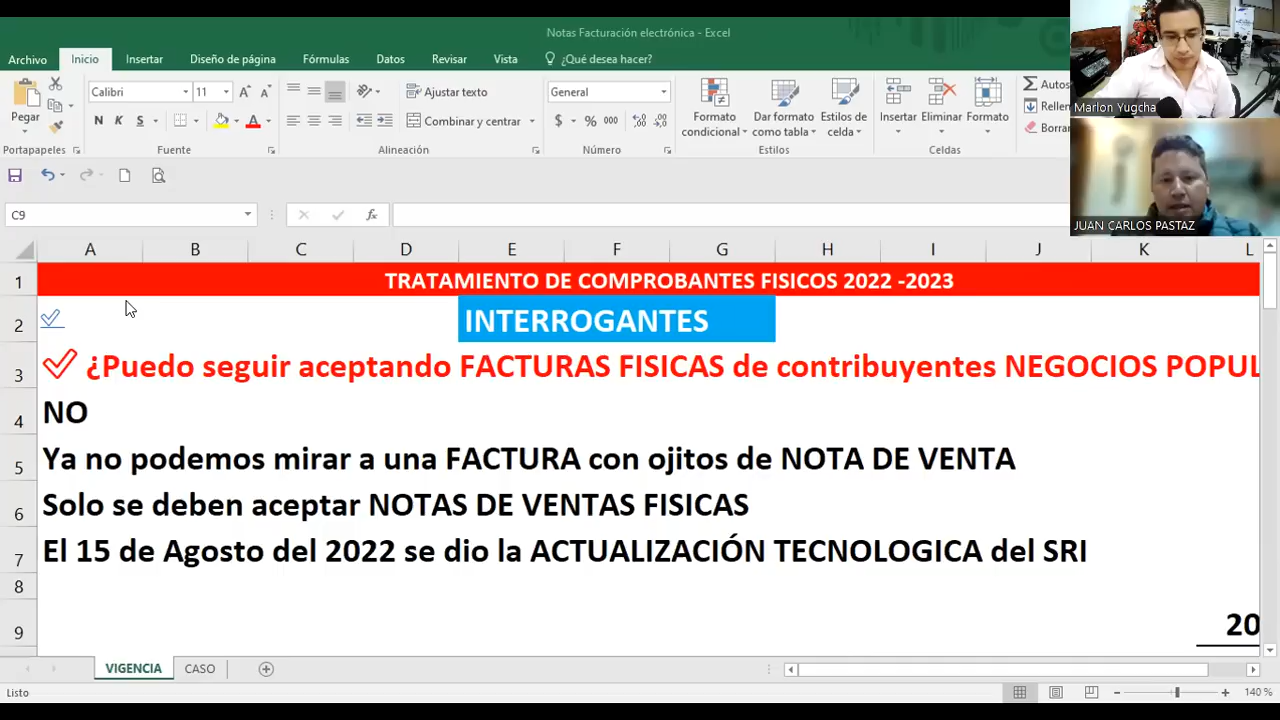 Notas Facturación electrónica - Excel
Archivo Inicio Insertar Diseño de página Fórmulas Datos Revisar Vista ¿Qué desea hacer?
Pegar
Calibri 11
N K S
Ajustar texto
Combinar y centrar
General
$ % 000
Formato condicional
Dar formato como tabla
Estilos de celda
Insertar Eliminar Formato
Autos
Rellen
Borrar
Portapapeles Fuente Alineación Número Estilos Celdas
Marlon Yugcha
JUAN CARLOS PASTAZ
C9 fx
A B C D E F G H I J K L
1 TRATAMIENTO DE COMPROBANTES FISICOS 2022 -2023
2 INTERROGANTES
3 ¿Puedo seguir aceptando FACTURAS FISICAS de contribuyentes NEGOCIOS POPUL
4 NO
5 Ya no podemos mirar a una FACTURA con ojitos de NOTA DE VENTA
6 Solo se deben aceptar NOTAS DE VENTAS FISICAS
7 El 15 de Agosto del 2022 se dio la ACTUALIZACIÓN TECNOLOGICA del SRI
8
9 20
VIGENCIA CASO
Listo 140 %